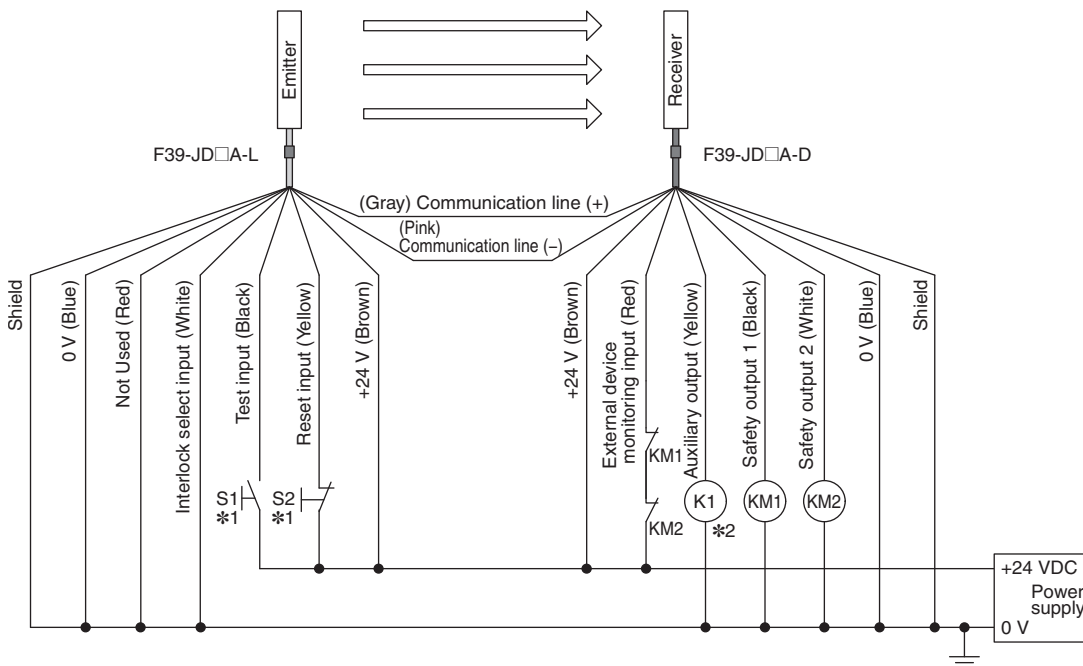 Emitter
Receiver
F39-JD□A-L
F39-JD□A-D
(Gray) Communication line (+)
(Pink)
Communication line (–)
Shield
0 V (Blue)
Not Used (Red)
Interlock select input (White)
Test input (Black)
Reset input (Yellow)
+24 V (Brown)
+24 V (Brown)
External device
monitoring input (Red)
Auxiliary output (Yellow)
Safety output 1 (Black)
Safety output 2 (White)
0 V (Blue)
Shield
S1
*1
S2
*1
KM1
KM2
K1
*2
KM1
KM2
+24 VDC
Power
supply
0 V